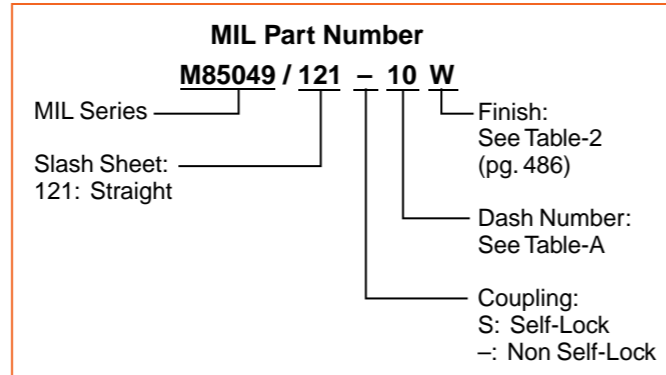 MIL Part Number
M85049 / 121 – 10 W
MIL Series
Finish:
See Table-2
(pg. 486)
Slash Sheet:
121: Straight
Dash Number:
See Table-A
Coupling:
S: Self-Lock
–: Non Self-Lock